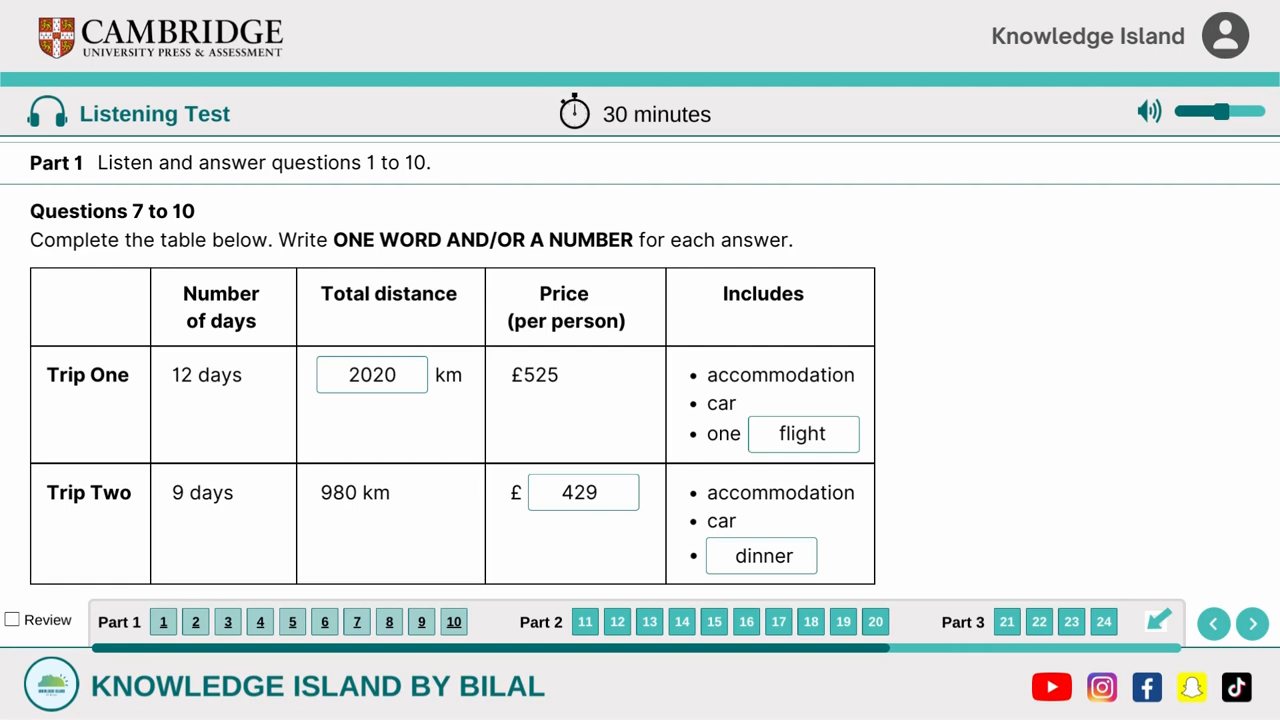 CAMBRIDGE
UNIVERSITY PRESS & ASSESSMENT
Knowledge Island
Listening Test
30 minutes
Part 1 Listen and answer questions 1 to 10.
Questions 7 to 10
Complete the table below. Write ONE WORD AND/OR A NUMBER for each answer.
Number of days
Total distance
Price (per person)
Includes
Trip One
12 days
2020 km
£525
• accommodation
• car
• one flight
Trip Two
9 days
980 km
£ 429
• accommodation
• car
• dinner
Review
Part 1 1 2 3 4 5 6 7 8 9 10
Part 2 11 12 13 14 15 16 17 18 19 20
Part 3 21 22 23 24
KNOWLEDGE ISLAND BY BILAL